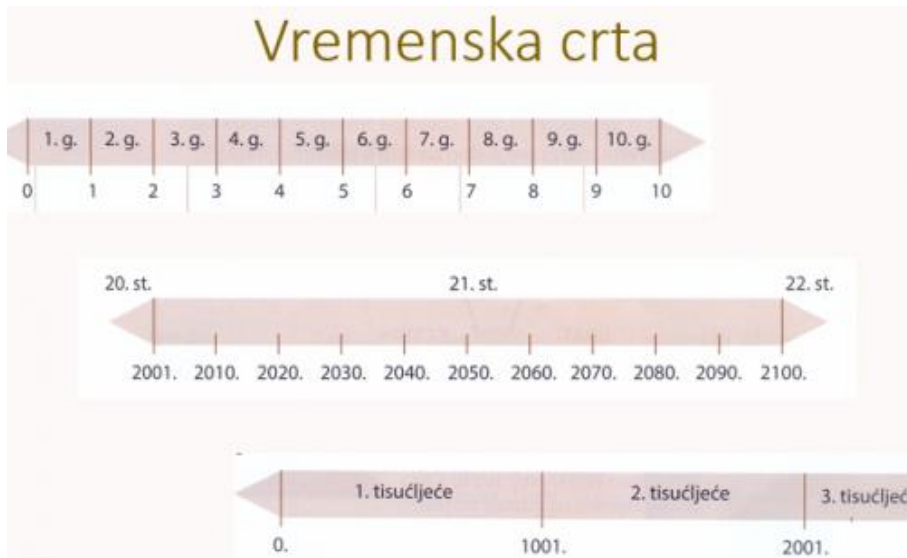 Vremenska crta
1. g. 2. g. 3. g. 4. g. 5. g. 6. g. 7. g. 8. g. 9. g. 10. g.
0 1 2 3 4 5 6 7 8 9 10
20. st. 21. st. 22. st.
2001. 2010. 2020. 2030. 2040. 2050. 2060. 2070. 2080. 2090. 2100.
1. tisućljeće 2. tisućljeće 3. tisućljeć
0. 1001. 2001.